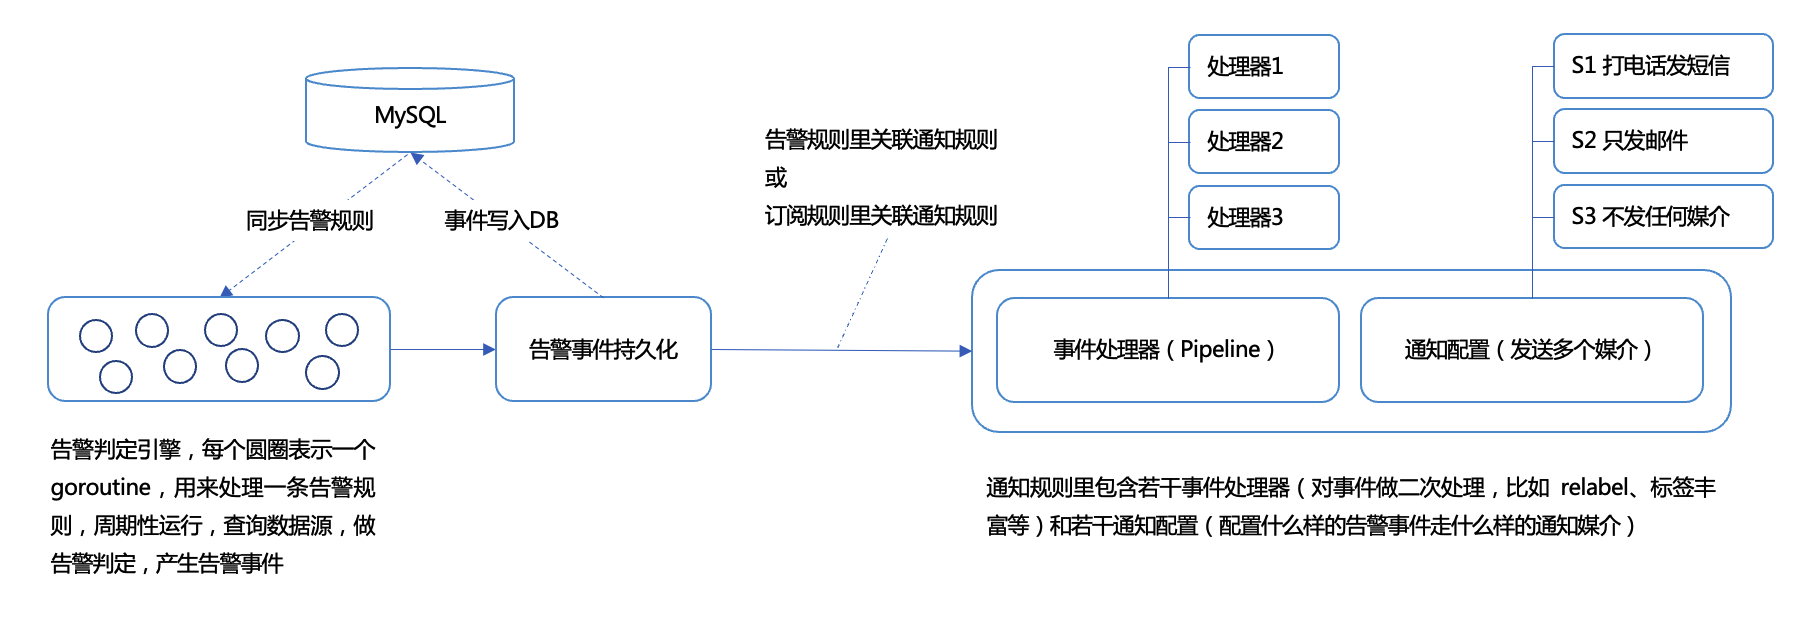 MySQL
同步告警规则
事件写入DB
告警事件持久化
告警判定引擎，每个圆圈表示一个
goroutine，用来处理一条告警规
则，周期性运行，查询数据源，做
告警判定，产生告警事件
告警规则里关联通知规则
或
订阅规则里关联通知规则
处理器1
处理器2
处理器3
S1 打电话发短信
S2 只发邮件
S3 不发任何媒介
事件处理器（Pipeline）
通知配置（发送多个媒介）
通知规则里包含若干事件处理器（对事件做二次处理，比如 relabel、标签丰
富等）和若干通知配置（配置什么样的告警事件走什么样的通知媒介）